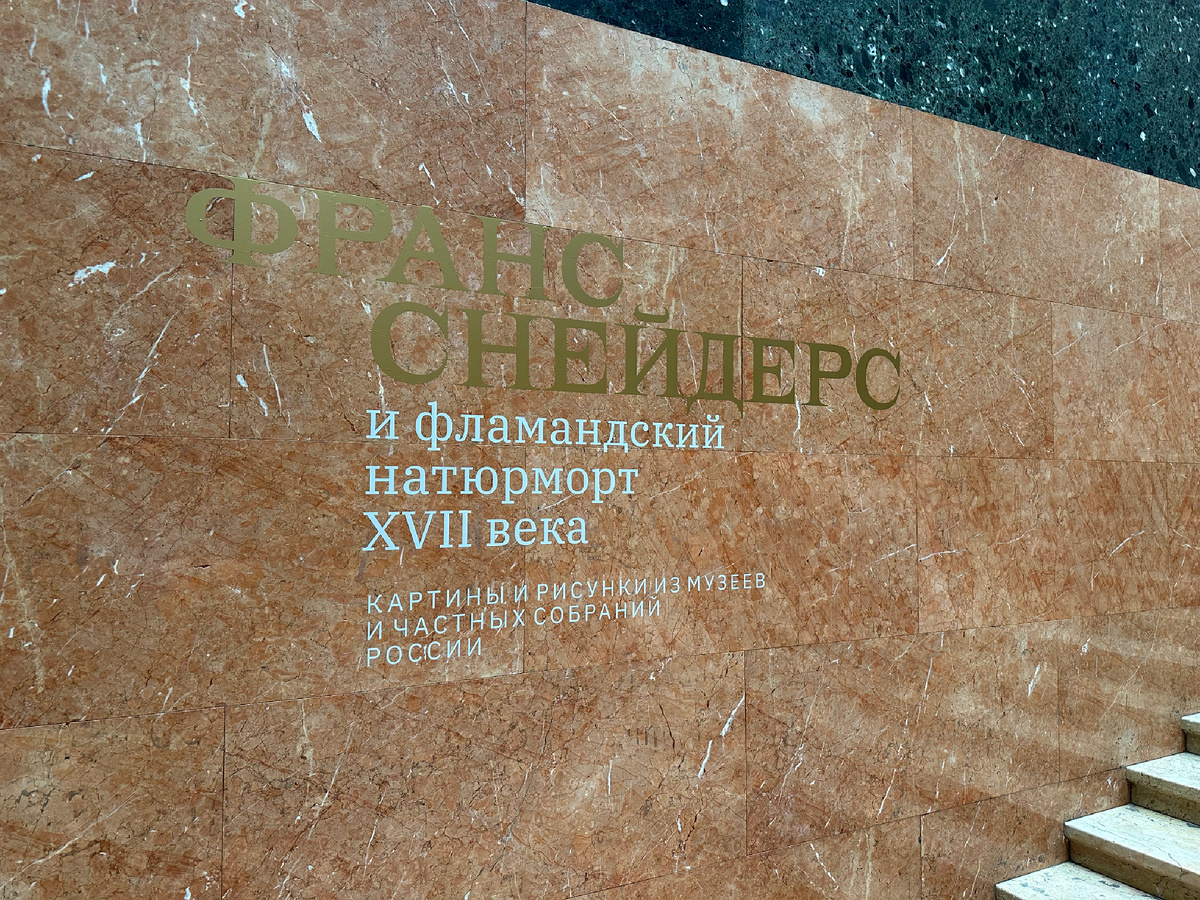 ФРАНС
СНЕЙДЕРС
и фламандский
натюрморт
XVII века
КАРТИНЫ И РИСУНКИ ИЗ МУЗЕЕВ
И ЧАСТНЫХ СОБРАНИЙ
РОССИИ